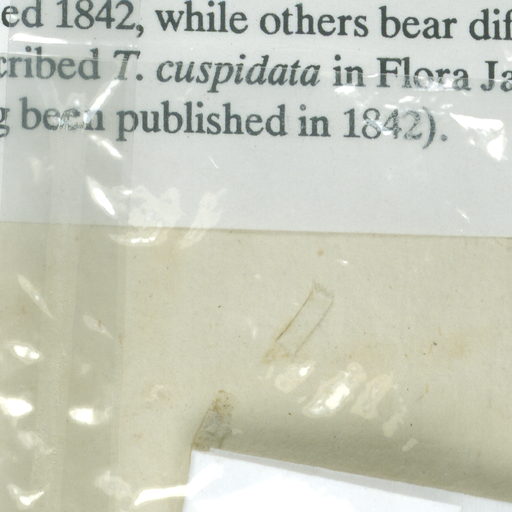 ed 1842, while others bear dif
cribed T. cuspidata in Flora Ja
g been published in 1842).